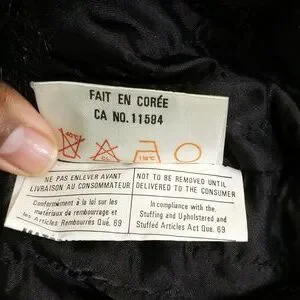 FAIT EN CORÉE
CA NO. 11584
NE PAS ENLEVER AVANT
LIVRAISON AU CONSOMMATEUR
Conformément à la loi sur les
matériaux de rembourrage et
les Articles Rembourrés Qué. 69
NOT TO BE REMOVED UNTIL
DELIVERED TO THE CONSUMER
In compliance with the
Stuffing and Upholstered and
Stuffed Articles Act Que. 69